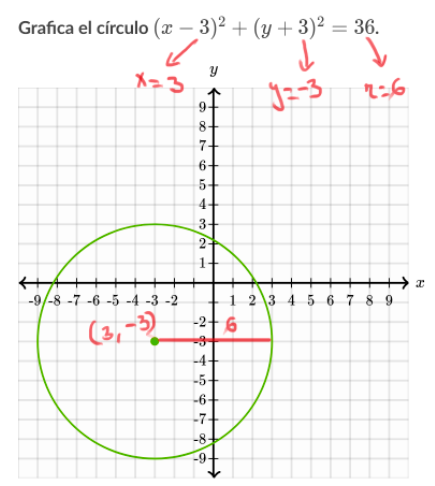 Grafica el círculo (x − 3)² + (y + 3)² = 36.
x=3 y=-3 r=6
y
9
8
7
6
5
4
3
2
1
x
-9 -8 -7 -6 -5 -4 -3 -2 1 2 3 4 5 6 7 8 9
-2
(3, -3) 6
-3
-4
-5
-6
-7
-8
-9